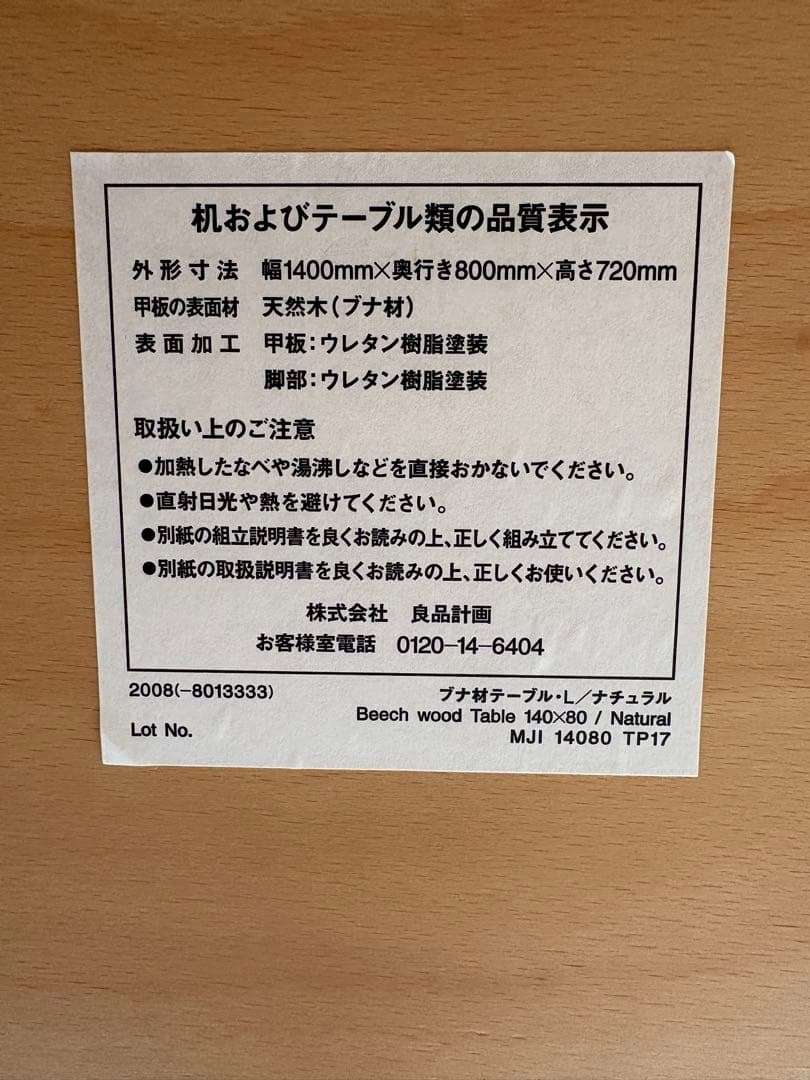 机およびテーブル類の品質表示
外形寸法 幅1400mm×奥行き800mm×高さ720mm
甲板の表面材 天然木(ブナ材)
表面加工 甲板:ウレタン樹脂塗装
脚部:ウレタン樹脂塗装
取扱い上のご注意
●加熱したなべや湯沸しなどを直接おかないでください。
●直射日光や熱を避けてください。
●別紙の組立説明書を良くお読みの上、正しく組み立ててください。
●別紙の取扱説明書を良くお読みの上、正しくお使いください。
株式会社 良品計画
お客様室電話 0120-14-6404
2008(-8013333) ブナ材テーブル・L/ナチュラル
Beech wood Table 140×80 / Natural
Lot No. MJI 14080 TP17